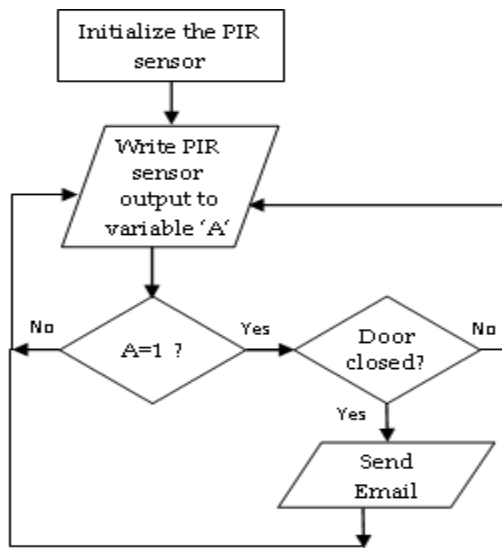 Initialize the PIR
sensor
Write PIR
sensor
output to
variable ‘A‘
No
A=1 ?
Yes
Door
closed?
No
Yes
Send
Email